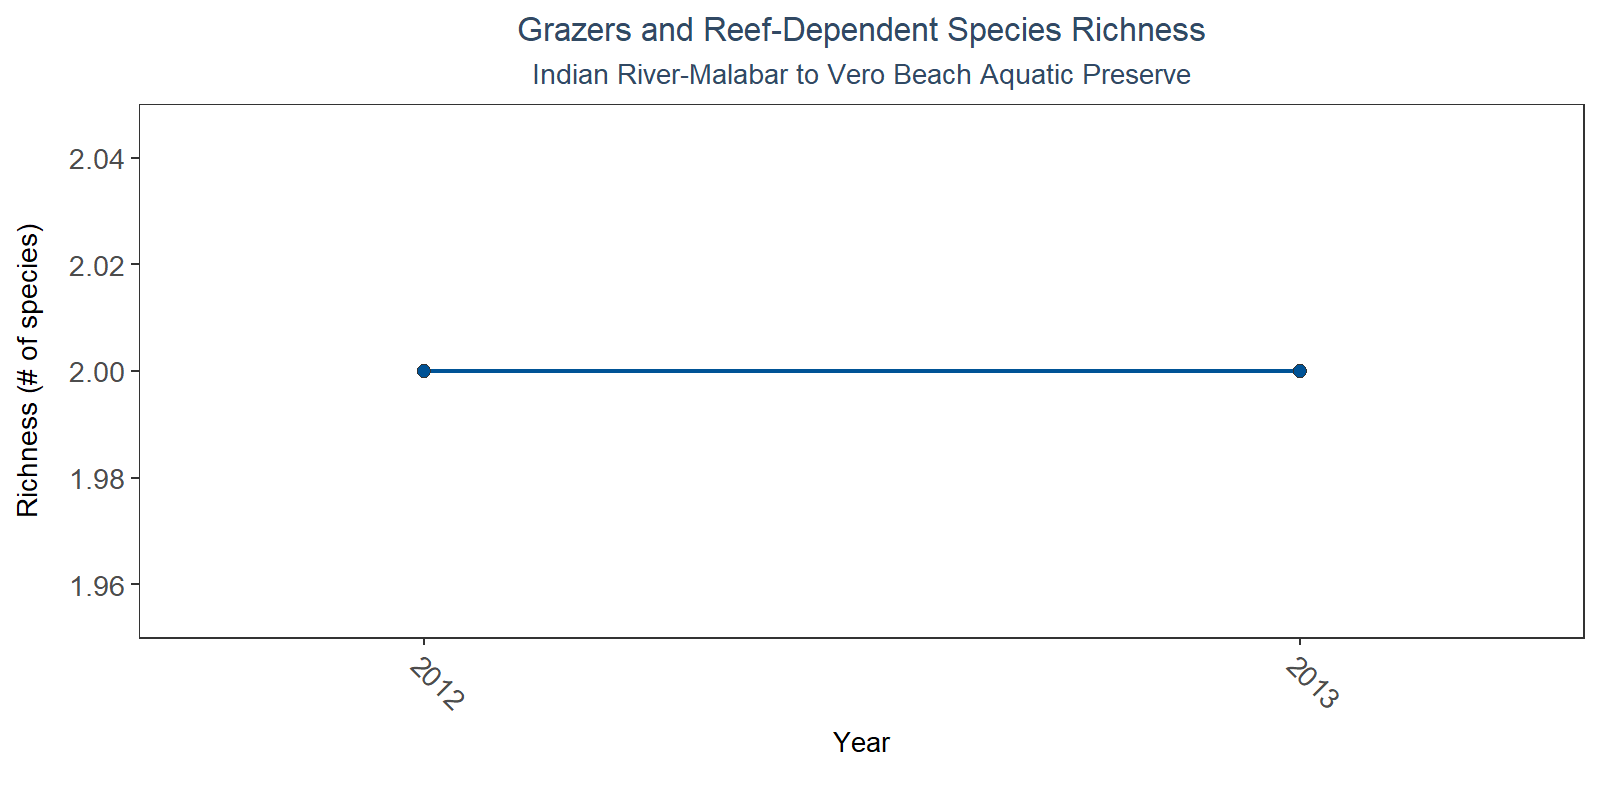 Grazers and Reef-Dependent Species Richness
Indian River-Malabar to Vero Beach Aquatic Preserve
Richness (# of species)
2.04
2.02
2.00
1.98
1.96
2012
2013
Year